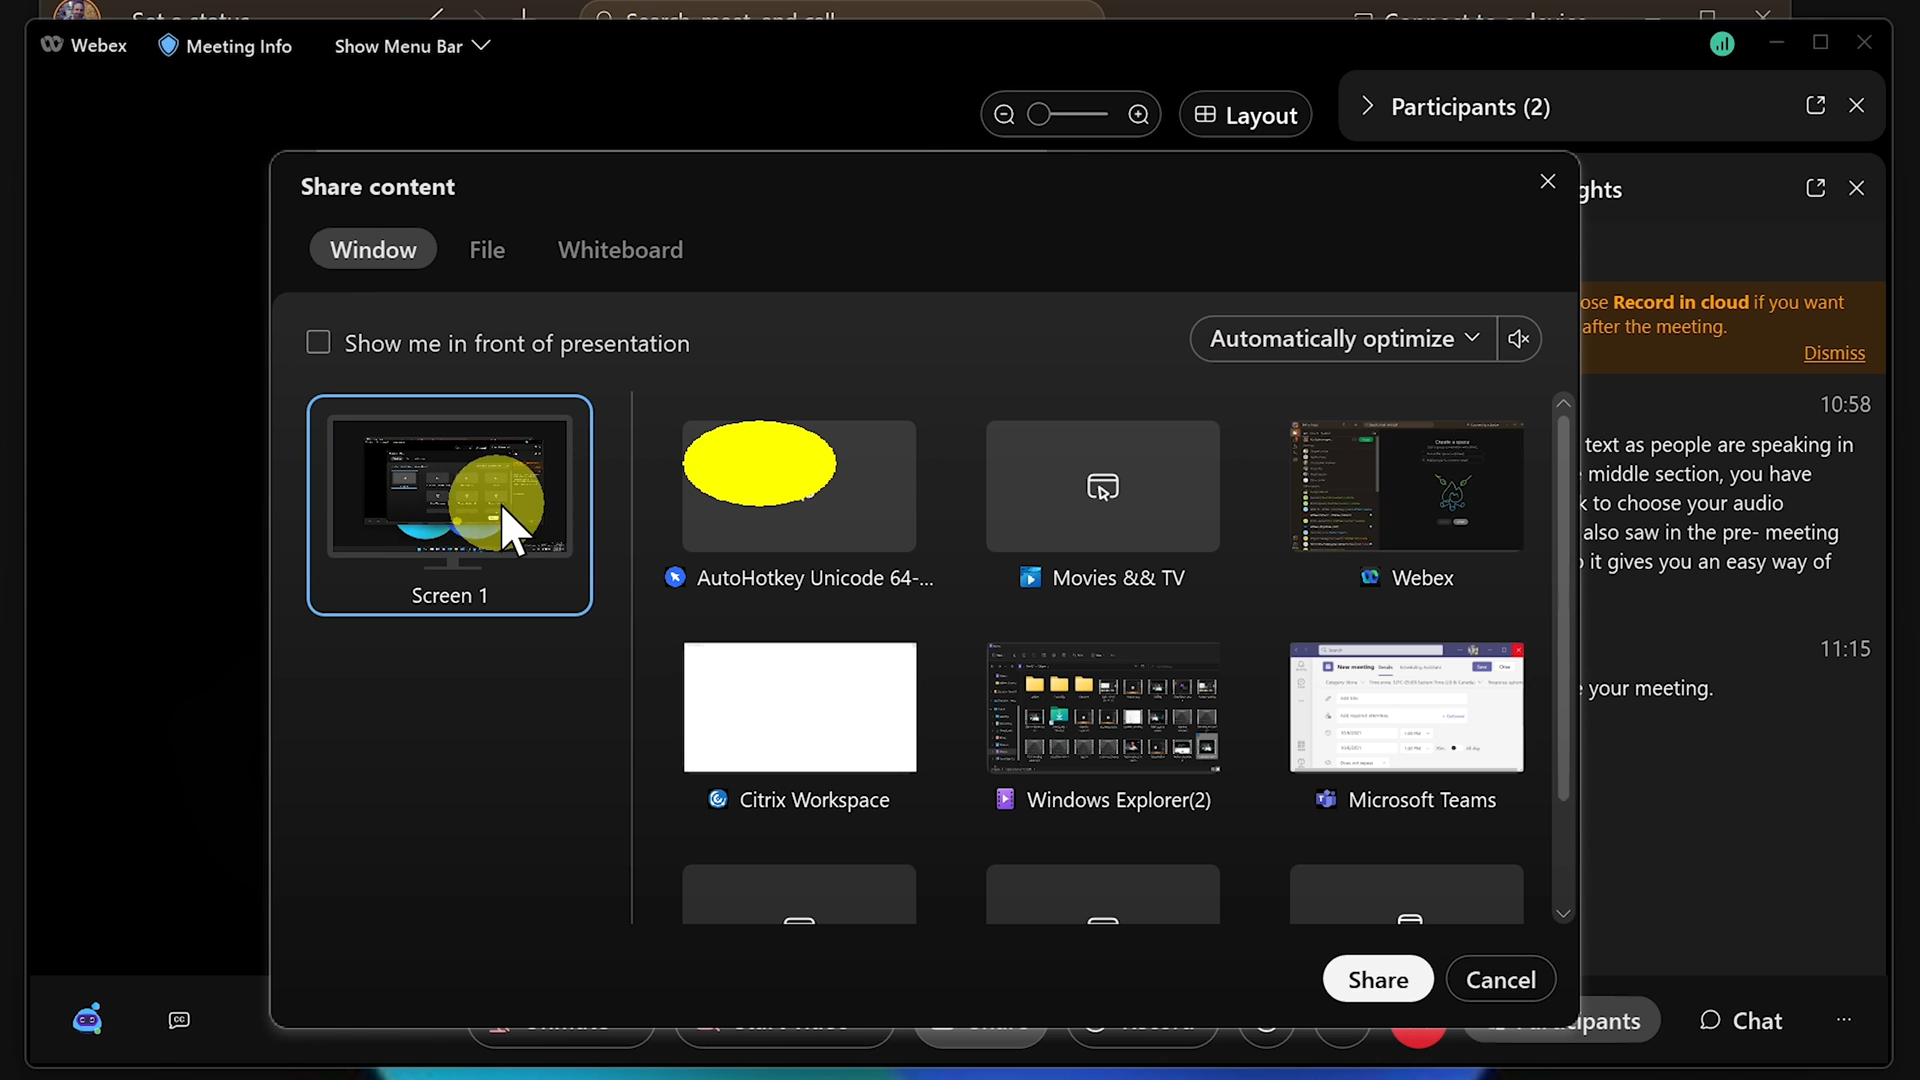 Webex
Meeting Info
Show Menu Bar
Layout
Participants (2)
Share content
ghts
Window
File
Whiteboard
ose Record in cloud if you want
after the meeting.
Dismiss
Show me in front of presentation
Automatically optimize
10:58
text as people are speaking in
middle section, you have
k to choose your audio
also saw in the pre- meeting
it gives you an easy way of
Screen 1
AutoHotkey Unicode 64-...
Movies && TV
Webex
11:15
your meeting.
Citrix Workspace
Windows Explorer(2)
Microsoft Teams
Share
Cancel
CC
cipants
Chat